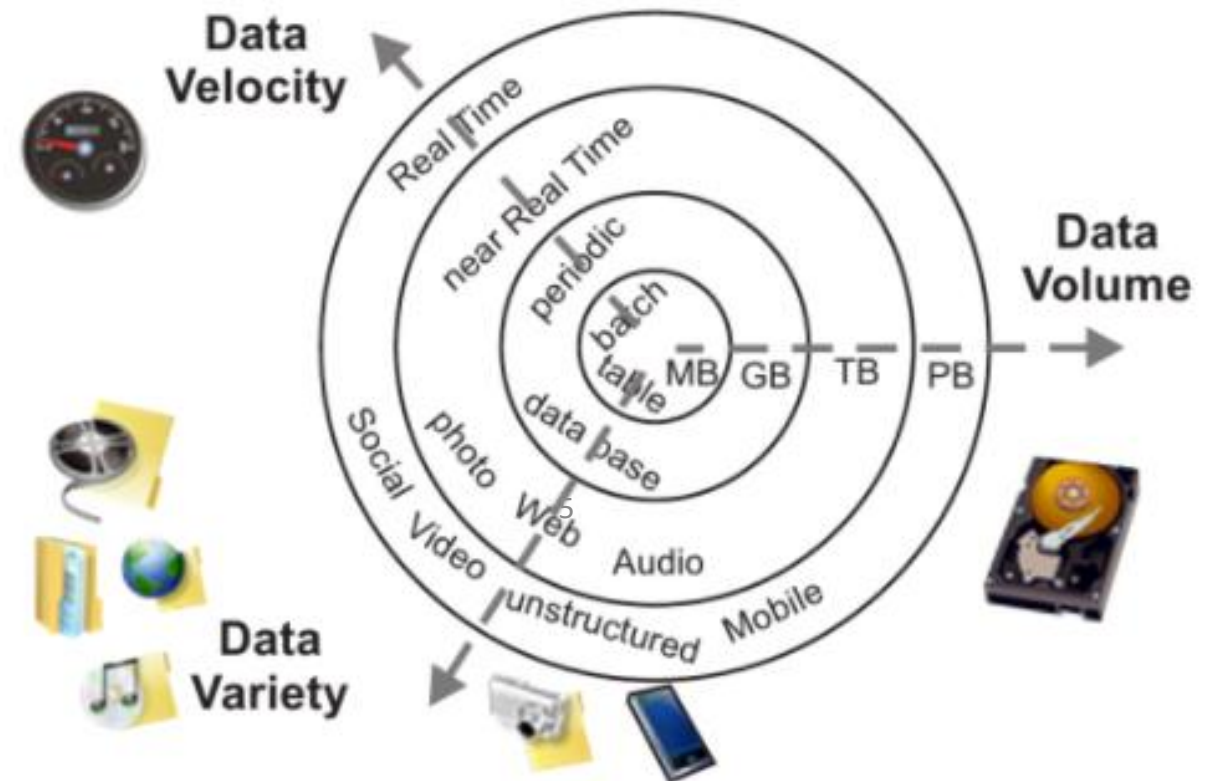 Data
Velocity
Real Time
near Real Time
periodic
batch
Data
Volume
MB GB TB PB
table
data base
photo Web Audio
Social Video unstructured Mobile
5
Data
Variety